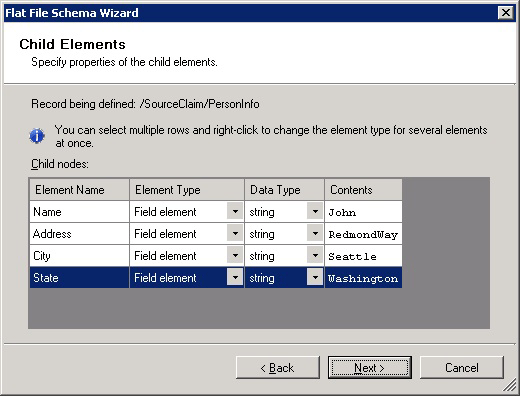 Flat File Schema Wizard
Child Elements
Specify properties of the child elements.
Record being defined: /SourceClaim/PersonInfo
You can select multiple rows and right-click to change the element type for several elements
at once.
Child nodes:
Element Name Element Type Data Type Contents
Name Field element string John
Address Field element string RedmondWay
City Field element string Seattle
State Field element string Washington
< Back Next > Cancel